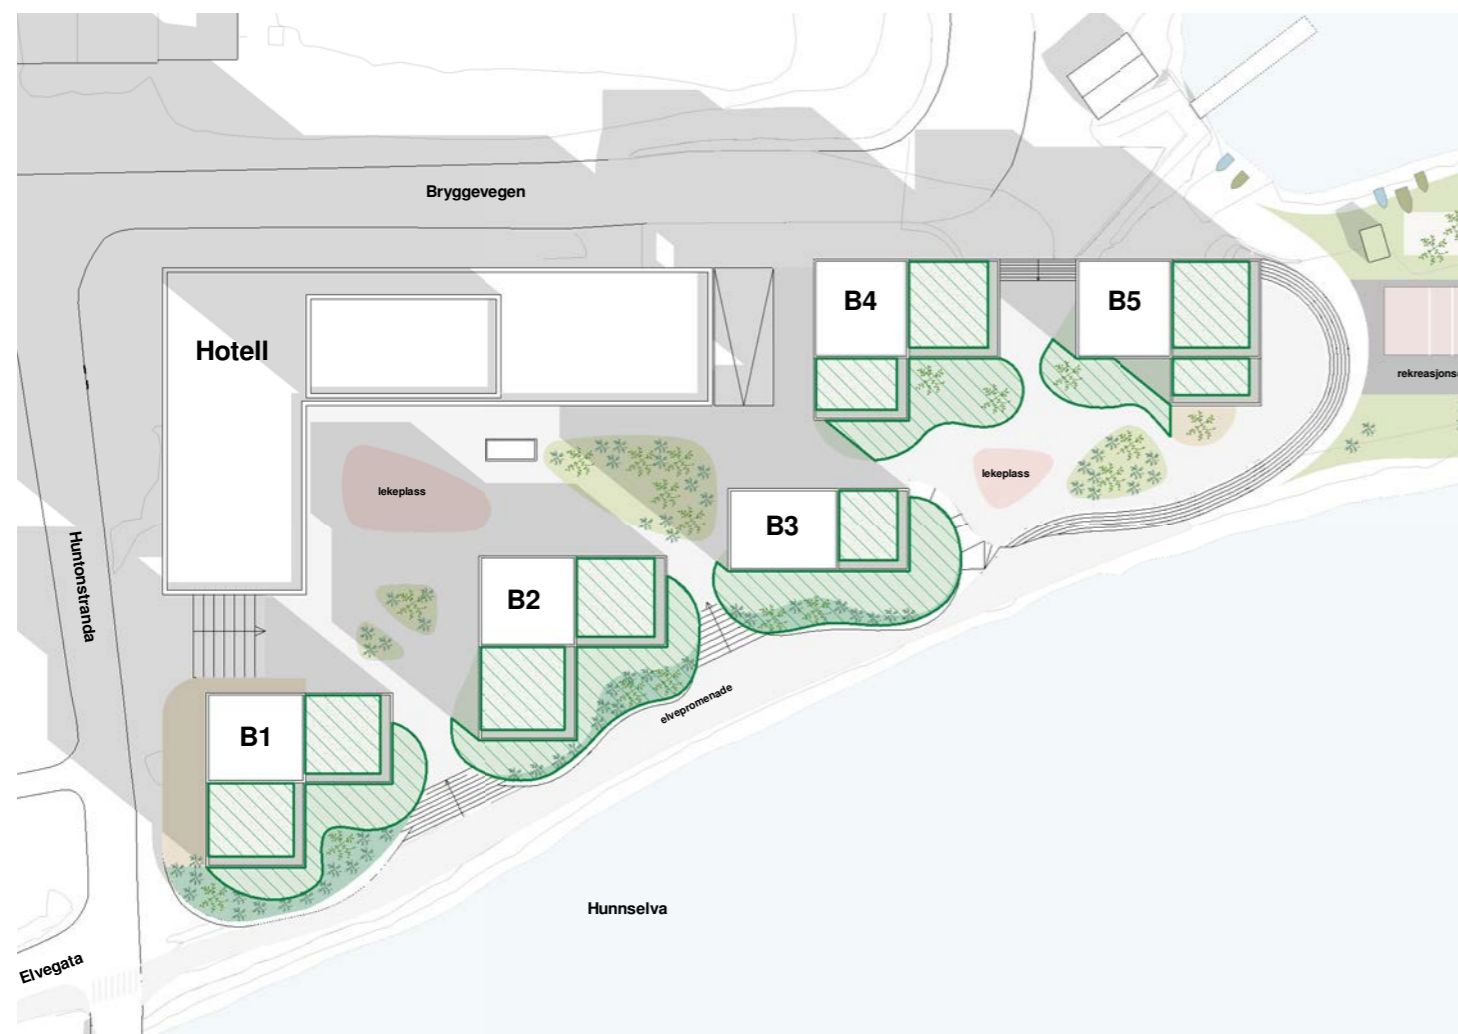 Bryggevegen
B4
B5
Hotell
rekreasjons
lekeplass
lekeplass
B3
Huntonstranda
B2
elvepromenade
B1
Hunnselva
Elvegata